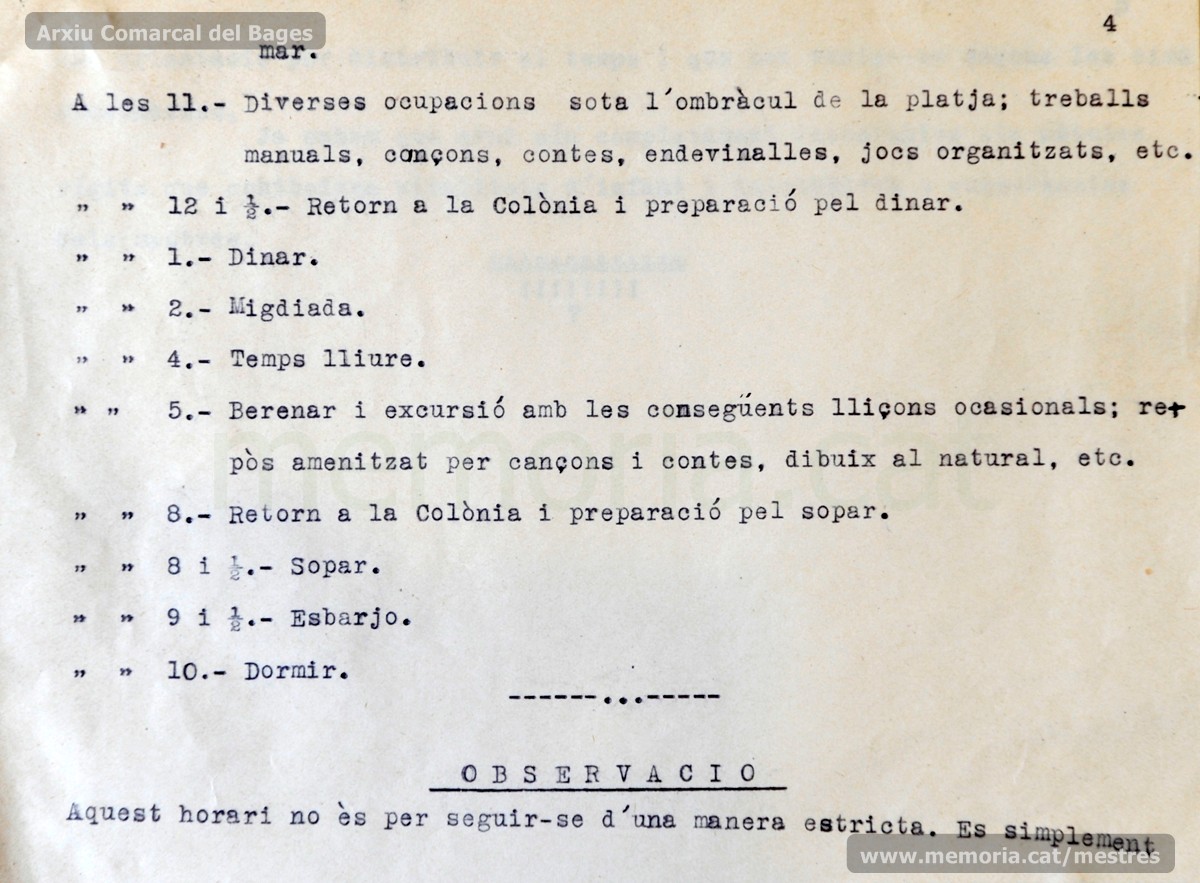 Arxiu Comarcal del Bages
4
mar.
A les 11.- Diverses ocupacions sota l'ombràcul de la platja; treballs
manuals, cançons, contes, endevinalles, jocs organitzats, etc.
" " 12 i ½.- Retorn a la Colònia i preparació pel dinar.
" " 1.- Dinar.
" " 2.- Migdiada.
" " 4.- Temps lliure.
" " 5.- Berenar i excursió amb les consegüents lliçons ocasionals; re+
pòs amenitzat per cançons i contes, dibuix al natural, etc.
" " 8.- Retorn a la Colònia i preparació pel sopar.
" " 8 i ½.- Sopar.
" " 9 i ½.- Esbarjo.
" " 10.- Dormir.
------...-----
O B S E R V A C I O
Aquest horari no ès per seguir-se d'una manera estricta. Es simplement
memoria.cat
www.memoria.cat/mestres